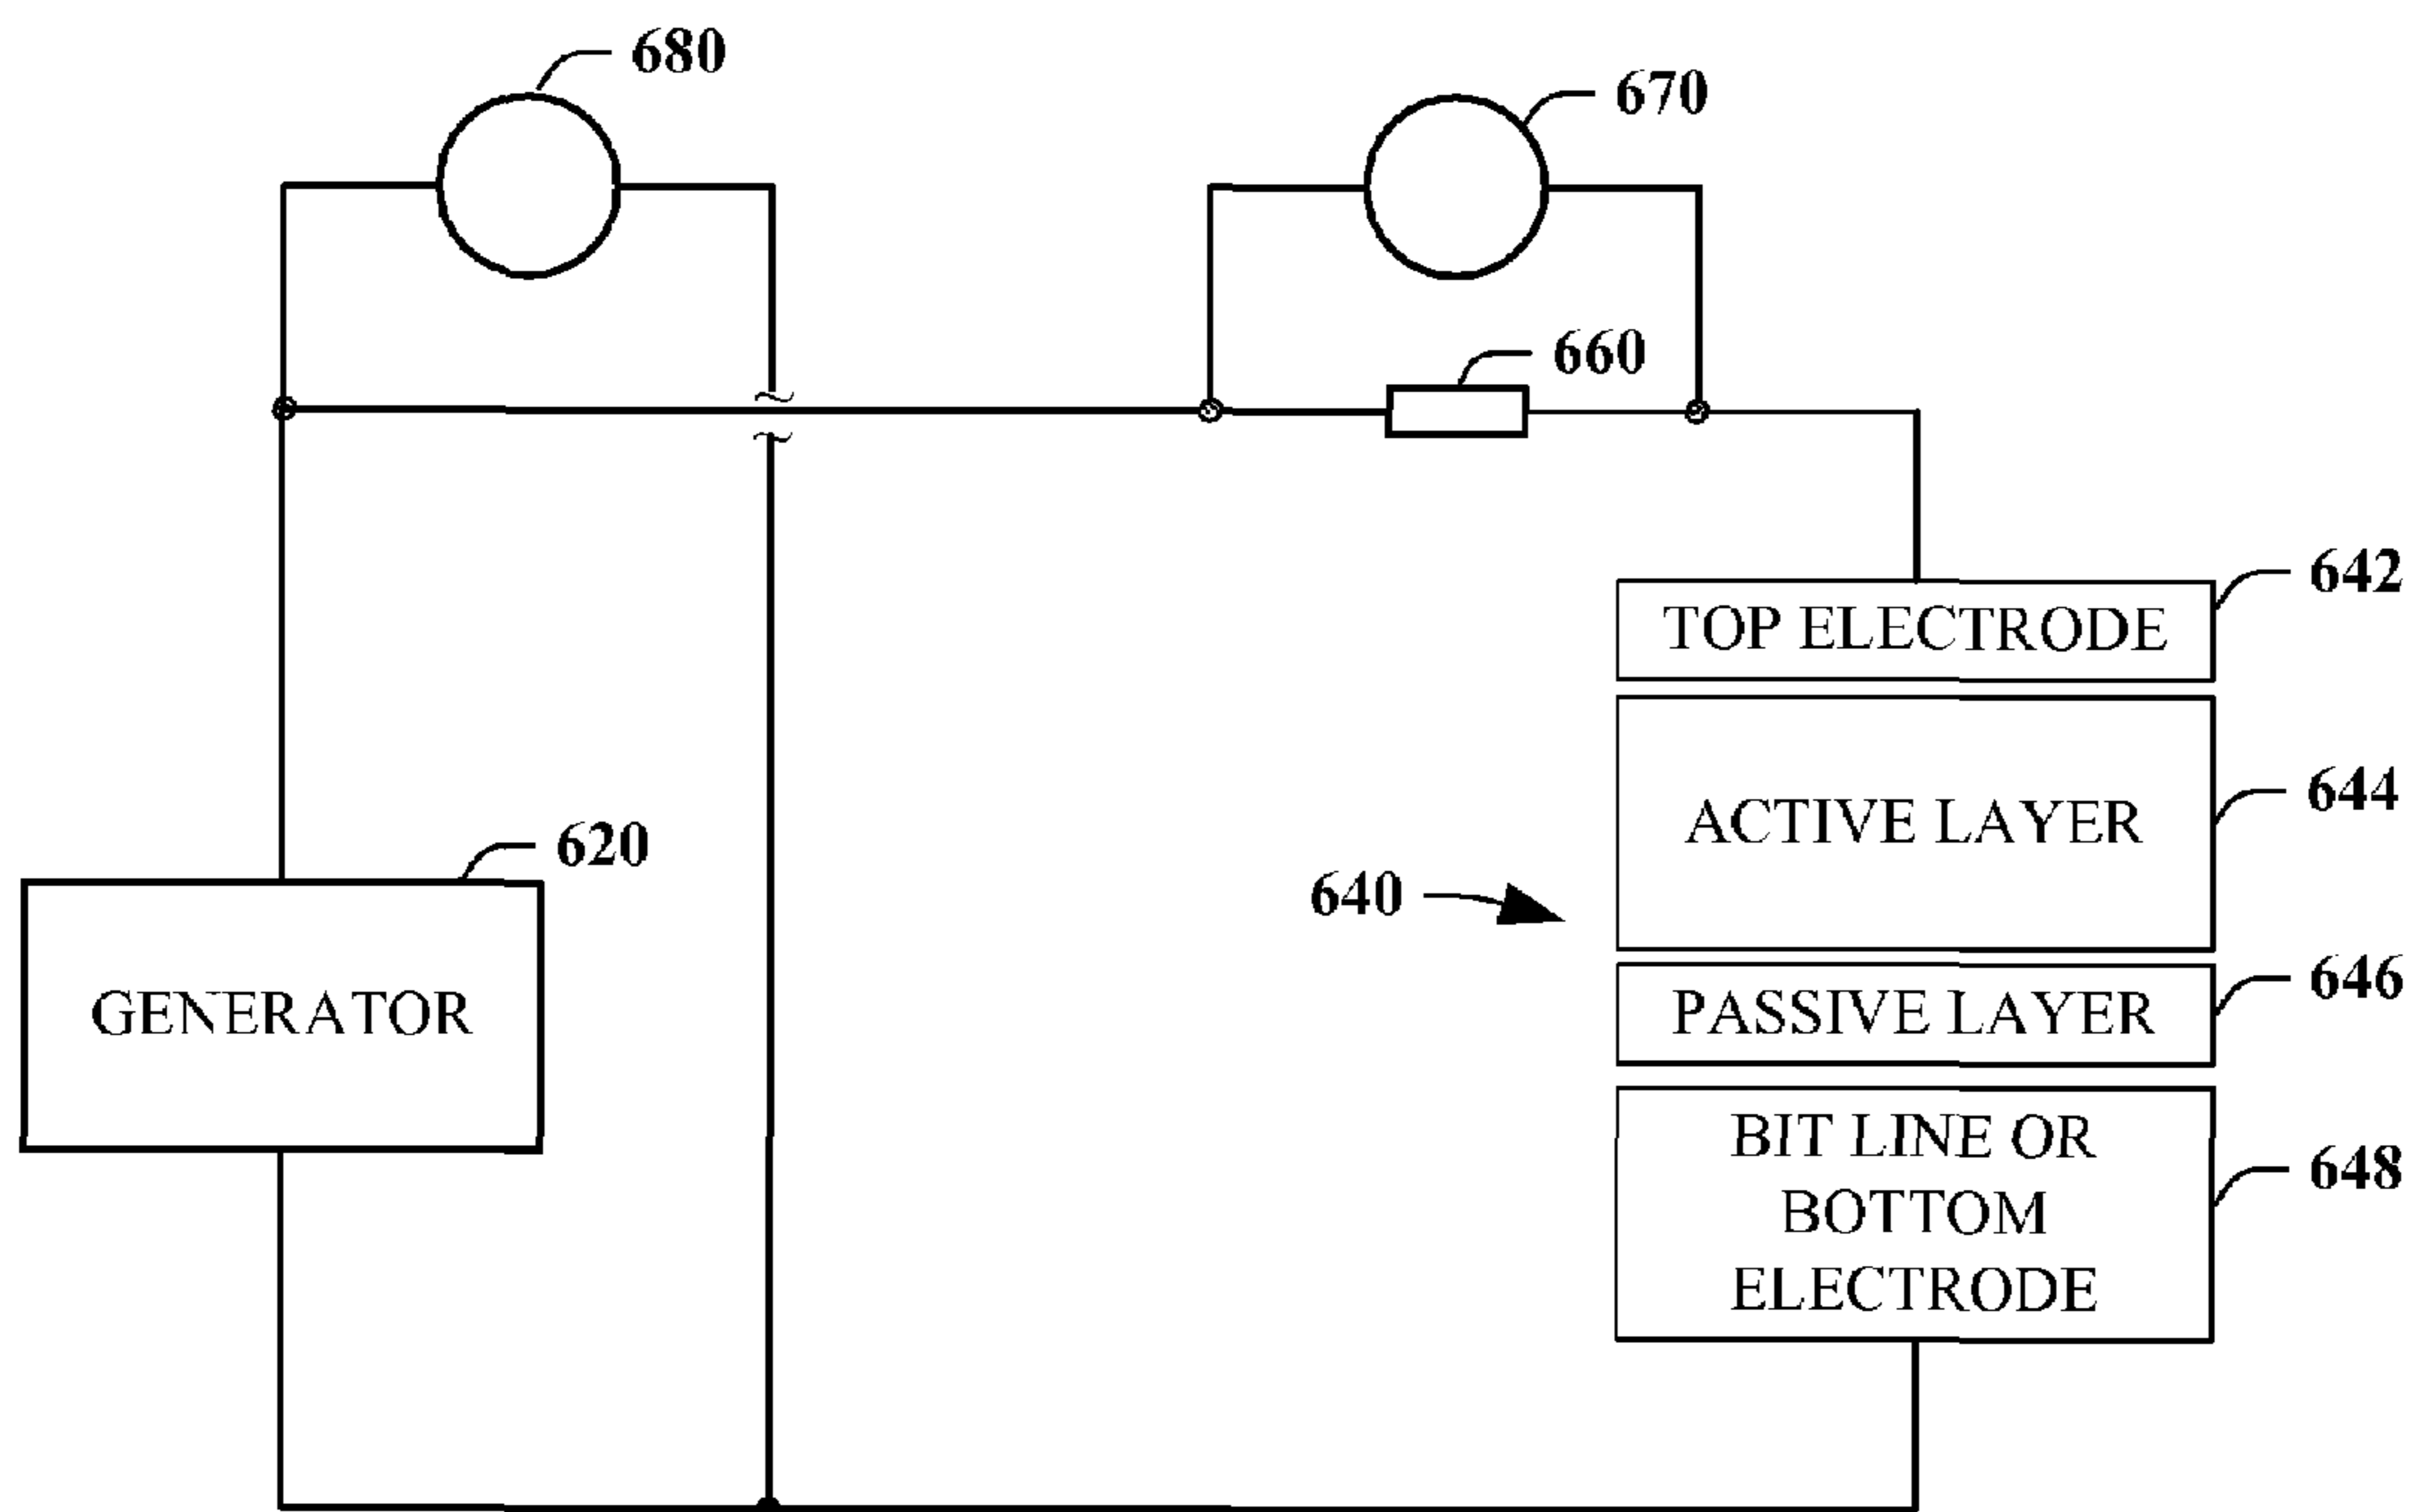 680
670
660
642
TOP ELECTRODE
644
ACTIVE LAYER
620
640
646
GENERATOR
PASSIVE LAYER
BIT LINE OR
648
BOTTOM
ELECTRODE